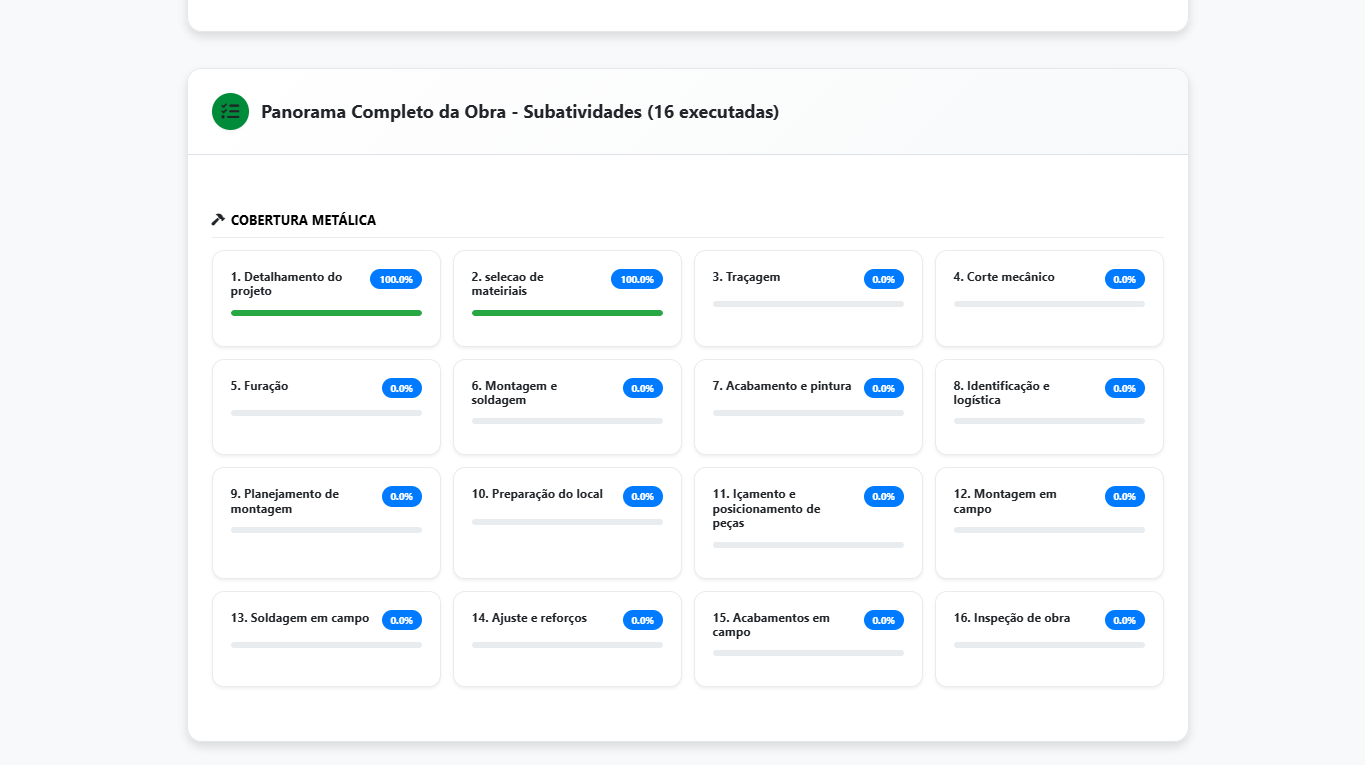 Panorama Completo da Obra - Subatividades (16 executadas)
COBERTURA METÁLICA
1. Detalhamento do
projeto
100.0%
2. selecao de
mateiriais
100.0%
3. Traçagem
0.0%
4. Corte mecânico
0.0%
5. Furação
0.0%
6. Montagem e
soldagem
0.0%
7. Acabamento e pintura
0.0%
8. Identificação e
logística
0.0%
9. Planejamento de
montagem
0.0%
10. Preparação do local
0.0%
11. Içamento e
posicionamento de
peças
0.0%
12. Montagem em
campo
0.0%
13. Soldagem em campo
0.0%
14. Ajuste e reforços
0.0%
15. Acabamentos em
campo
0.0%
16. Inspeção de obra
0.0%